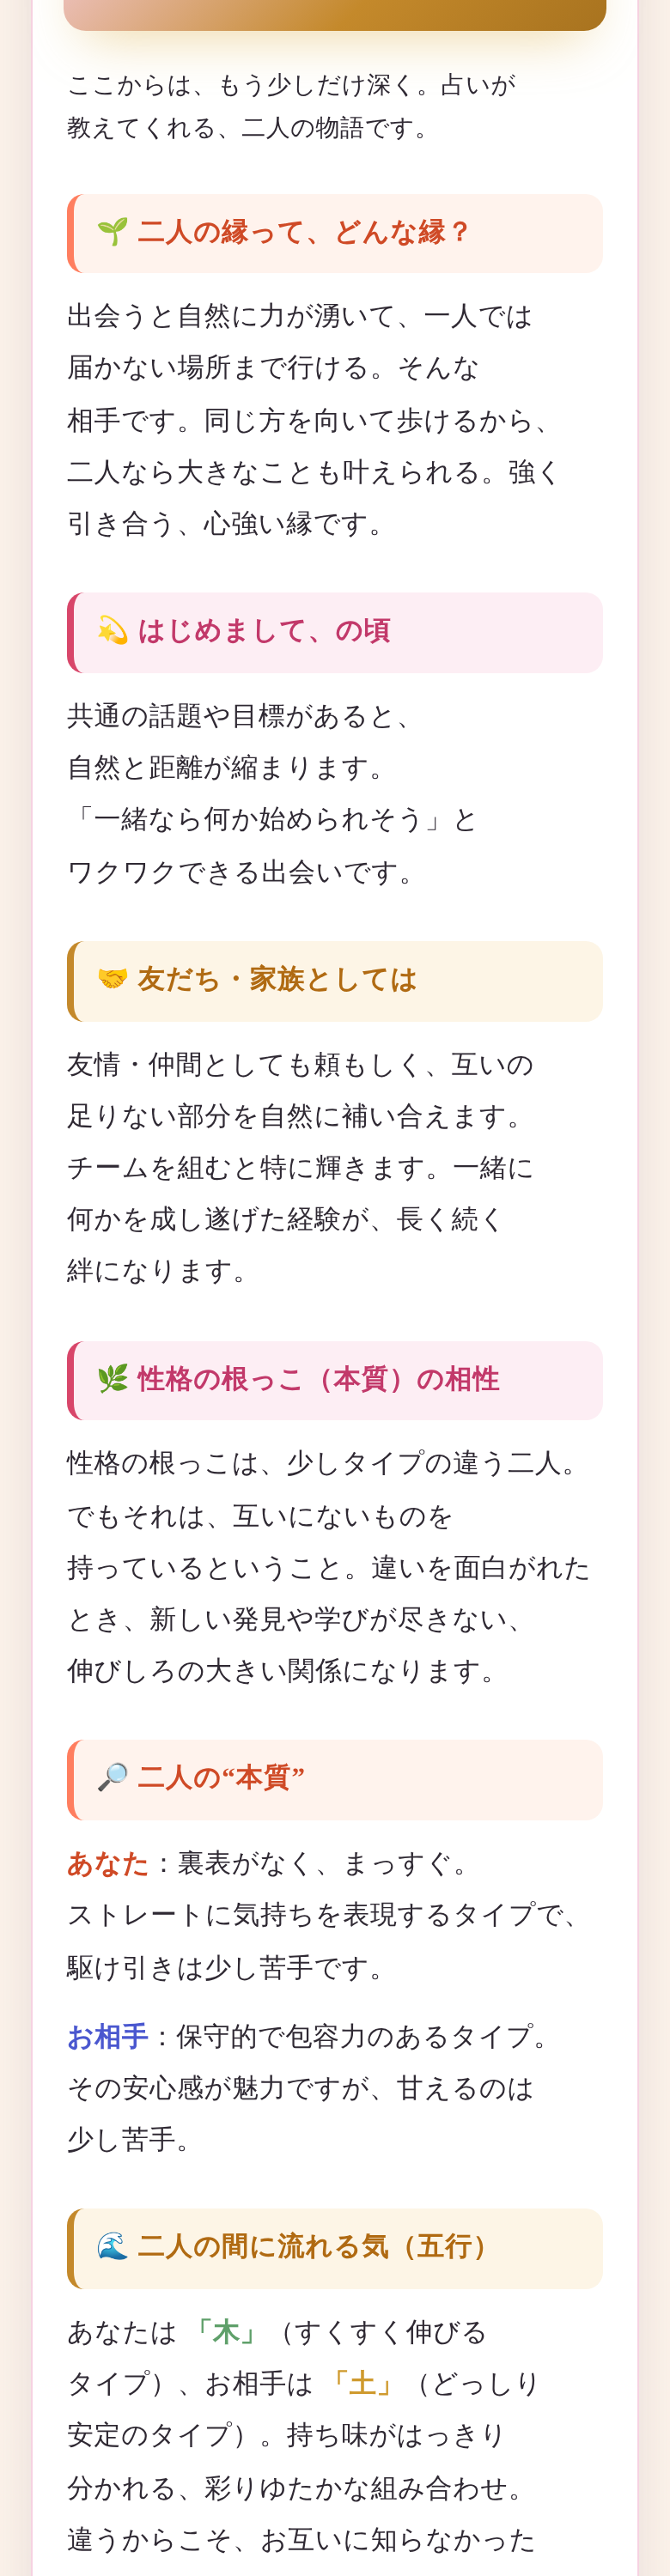 ここからは、もう少しだけ深く。占いが
教えてくれる、二人の物語です。
🌱 二人の縁って、どんな縁？
出会うと自然に力が湧いて、一人では
届かない場所まで行ける。そんな
相手です。同じ方を向いて歩けるから、
二人なら大きなことも叶えられる。強く
引き合う、心強い縁です。
💫 はじめまして、の頃
共通の話題や目標があると、
自然と距離が縮まります。
「一緒なら何か始められそう」と
ワクワクできる出会いです。
🤝 友だち・家族としては
友情・仲間としても頼もしく、互いの
足りない部分を自然に補い合えます。
チームを組むと特に輝きます。一緒に
何かを成し遂げた経験が、長く続く
絆になります。
🌿 性格の根っこ（本質）の相性
性格の根っこは、少しタイプの違う二人。
でもそれは、互いにないものを
持っているということ。違いを面白がれた
とき、新しい発見や学びが尽きない、
伸びしろの大きい関係になります。
🔎 二人の“本質”
あなた：裏表がなく、まっすぐ。
ストレートに気持ちを表現するタイプで、
駆け引きは少し苦手です。
お相手：保守的で包容力のあるタイプ。
その安心感が魅力ですが、甘えるのは
少し苦手。
🌊 二人の間に流れる気（五行）
あなたは「木」（すくすく伸びる
タイプ）、お相手は「土」（どっしり
安定のタイプ）。持ち味がはっきり
分かれる、彩りゆたかな組み合わせ。
違うからこそ、お互いに知らなかった